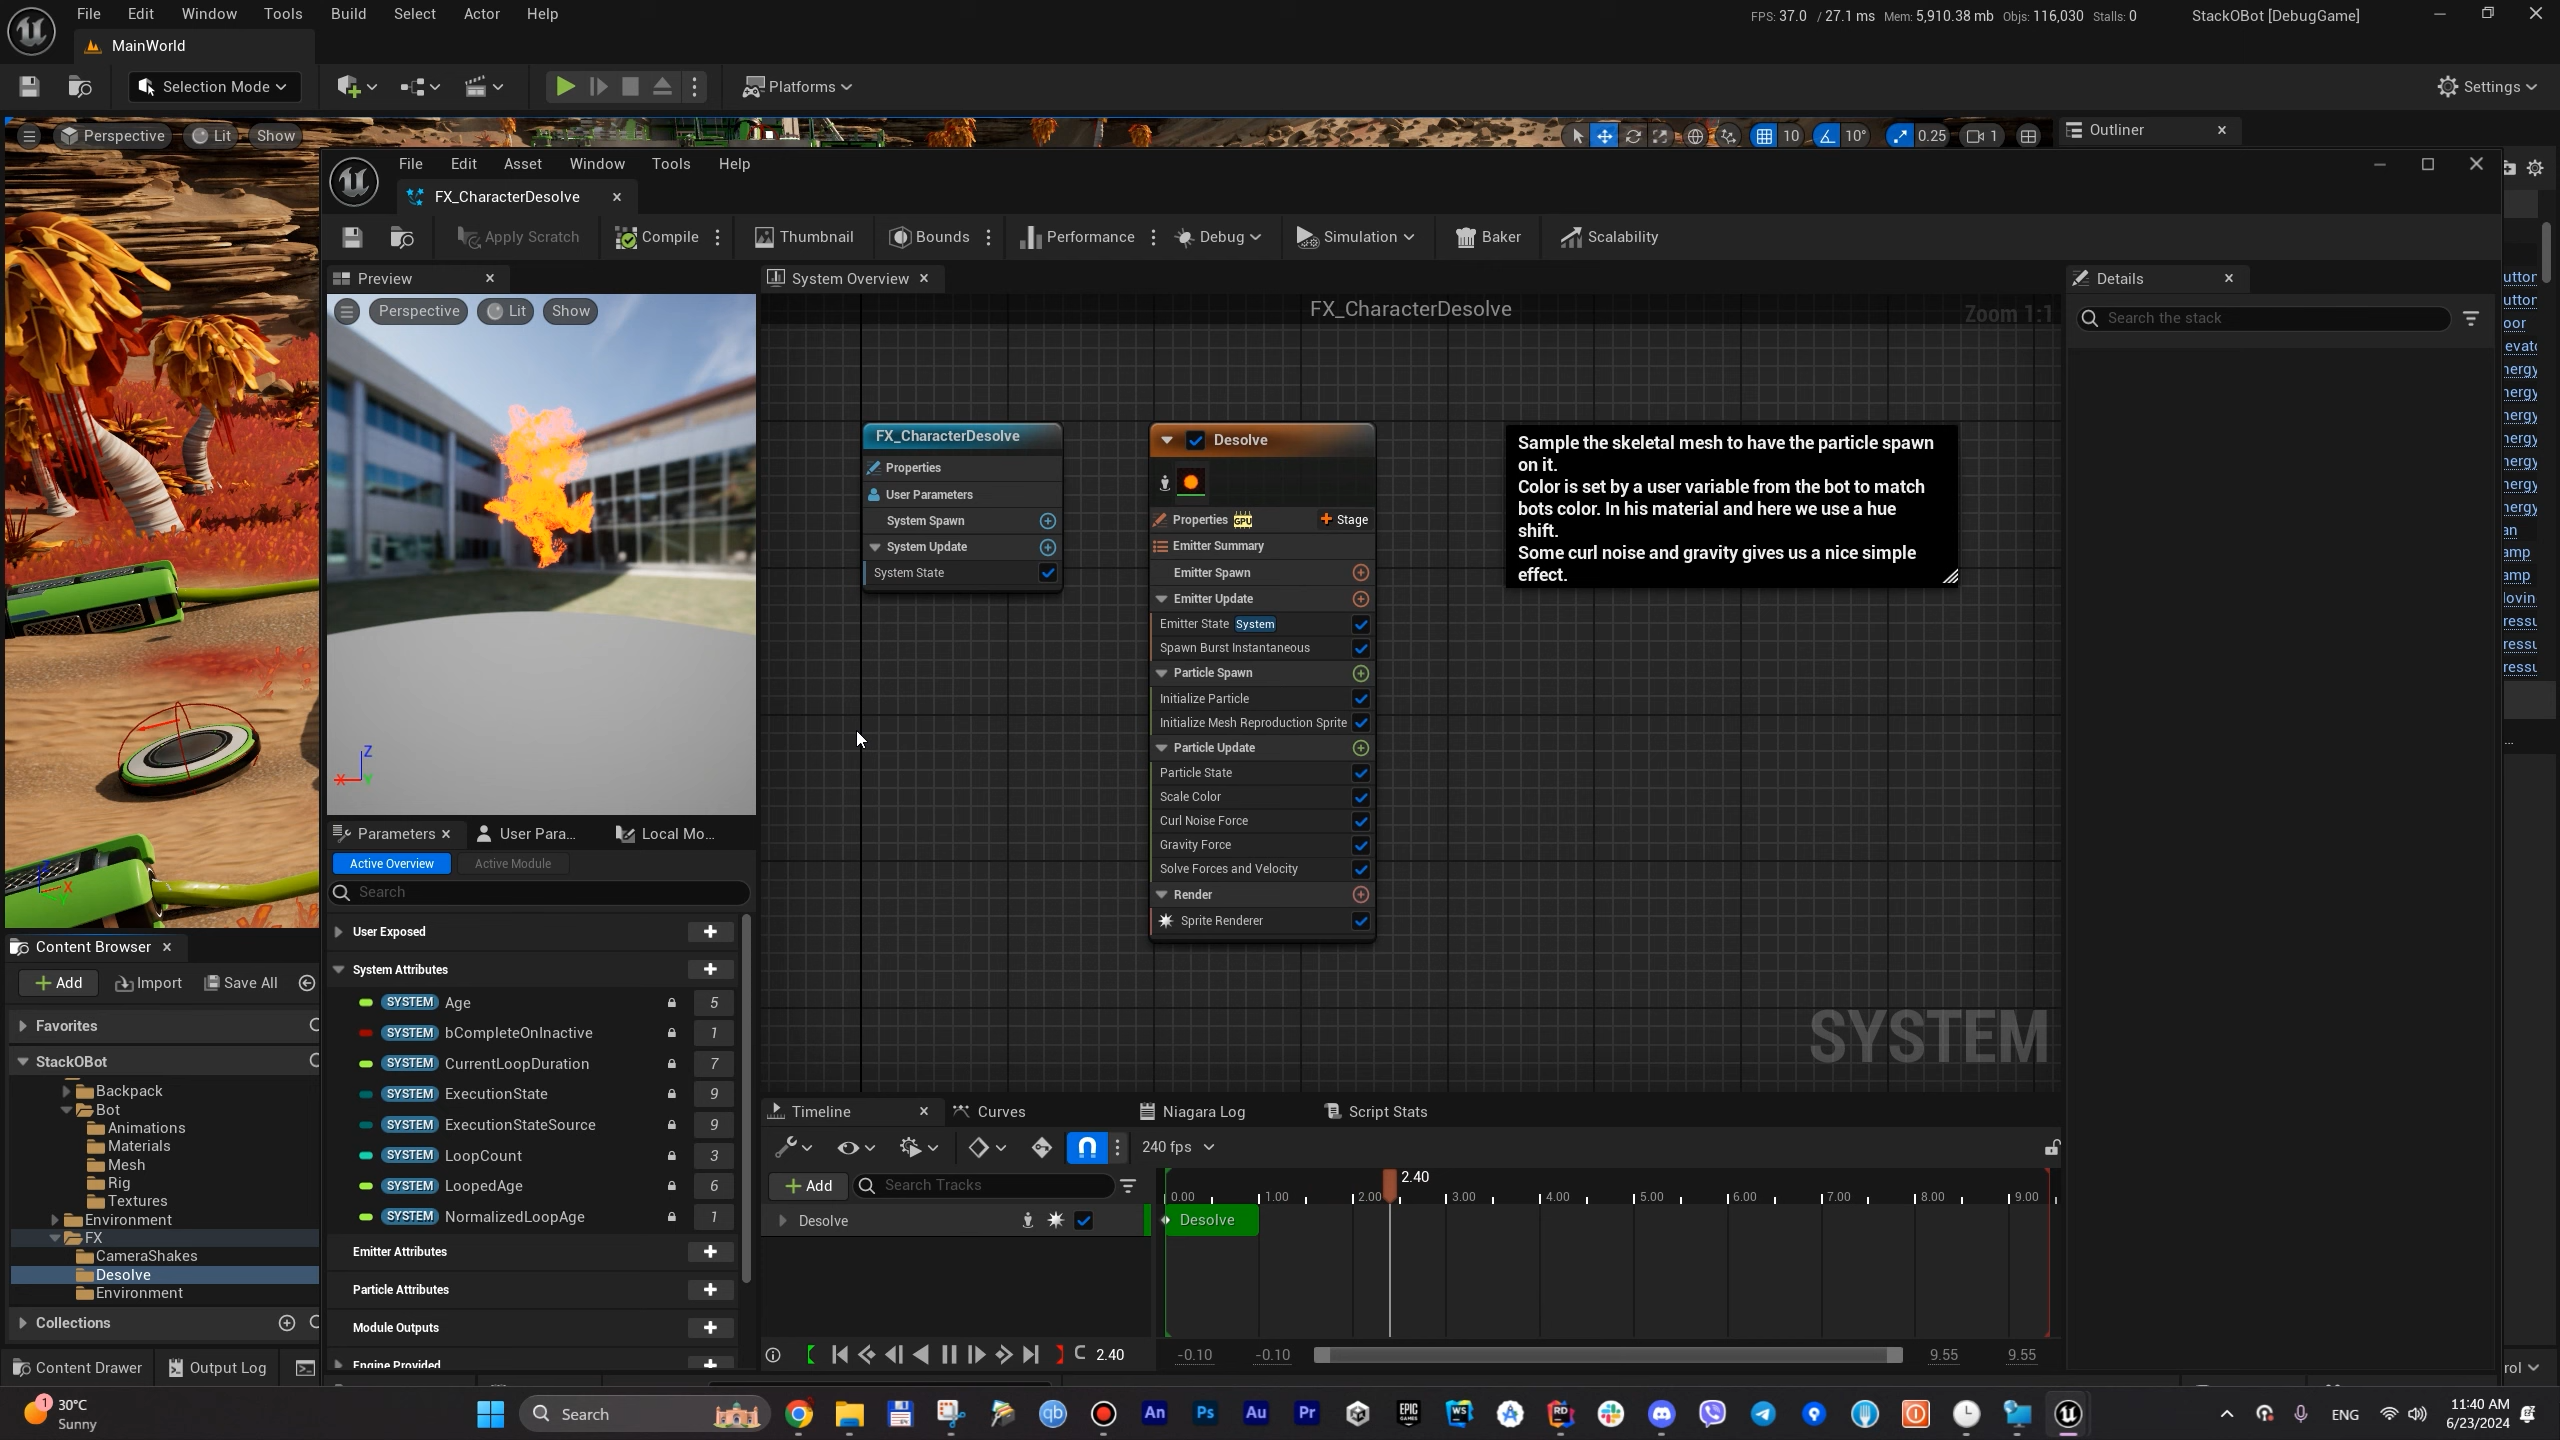 File Edit Window Tools Build Select Actor Help
FPS: 37.0 / 27.1 ms Mem: 5,910.38 mb Objs: 116,030 Stalls: 0
StackOBot [DebugGame]
MainWorld
Selection Mode
Platforms
Settings
Perspective Lit Show
10 10° 0.25 1
Outliner
File Edit Asset Window Tools Help
FX_CharacterDesolve
Apply Scratch Compile Thumbnail Bounds Performance Debug Simulation Baker Scalability
Preview
System Overview
Details
Perspective Lit Show
FX_CharacterDesolve
Zoom 1:1
Search the stack
FX_CharacterDesolve
Properties
User Parameters
System Spawn
System Update
System State
Desolve
Properties GPU Stage
Emitter Summary
Emitter Spawn
Emitter Update
Emitter State System
Spawn Burst Instantaneous
Particle Spawn
Initialize Particle
Initialize Mesh Reproduction Sprite
Particle Update
Particle State
Scale Color
Curl Noise Force
Gravity Force
Solve Forces and Velocity
Render
Sprite Renderer
Sample the skeletal mesh to have the particle spawn
on it.
Color is set by a user variable from the bot to match
bots color. In his material and here we use a hue
shift.
Some curl noise and gravity gives us a nice simple
effect.
SYSTEM
Z
X
Y
Parameters User Para... Local Mo...
Active Overview Active Module
Search
User Exposed
System Attributes
SYSTEM Age 5
SYSTEM bCompleteOnInactive 1
SYSTEM CurrentLoopDuration 7
SYSTEM ExecutionState 9
SYSTEM ExecutionStateSource 9
SYSTEM LoopCount 3
SYSTEM LoopedAge 6
SYSTEM NormalizedLoopAge 1
Emitter Attributes
Particle Attributes
Module Outputs
Engine Provided
Content Browser
Add Import Save All
Favorites
StackOBot
Backpack
Bot
Animations
Materials
Mesh
Rig
Textures
Environment
FX
CameraShakes
Desolve
Environment
Collections
Content Drawer Output Log
Timeline Curves Niagara Log Script Stats
240 fps
Add Search Tracks
2.40
0.00 1.00 2.00 3.00 4.00 5.00 6.00 7.00 8.00 9.00
Desolve
Desolve
2.40
-0.10 -0.10 9.55 9.55
30°C
Sunny
Search
ENG
11:40 AM
6/23/2024